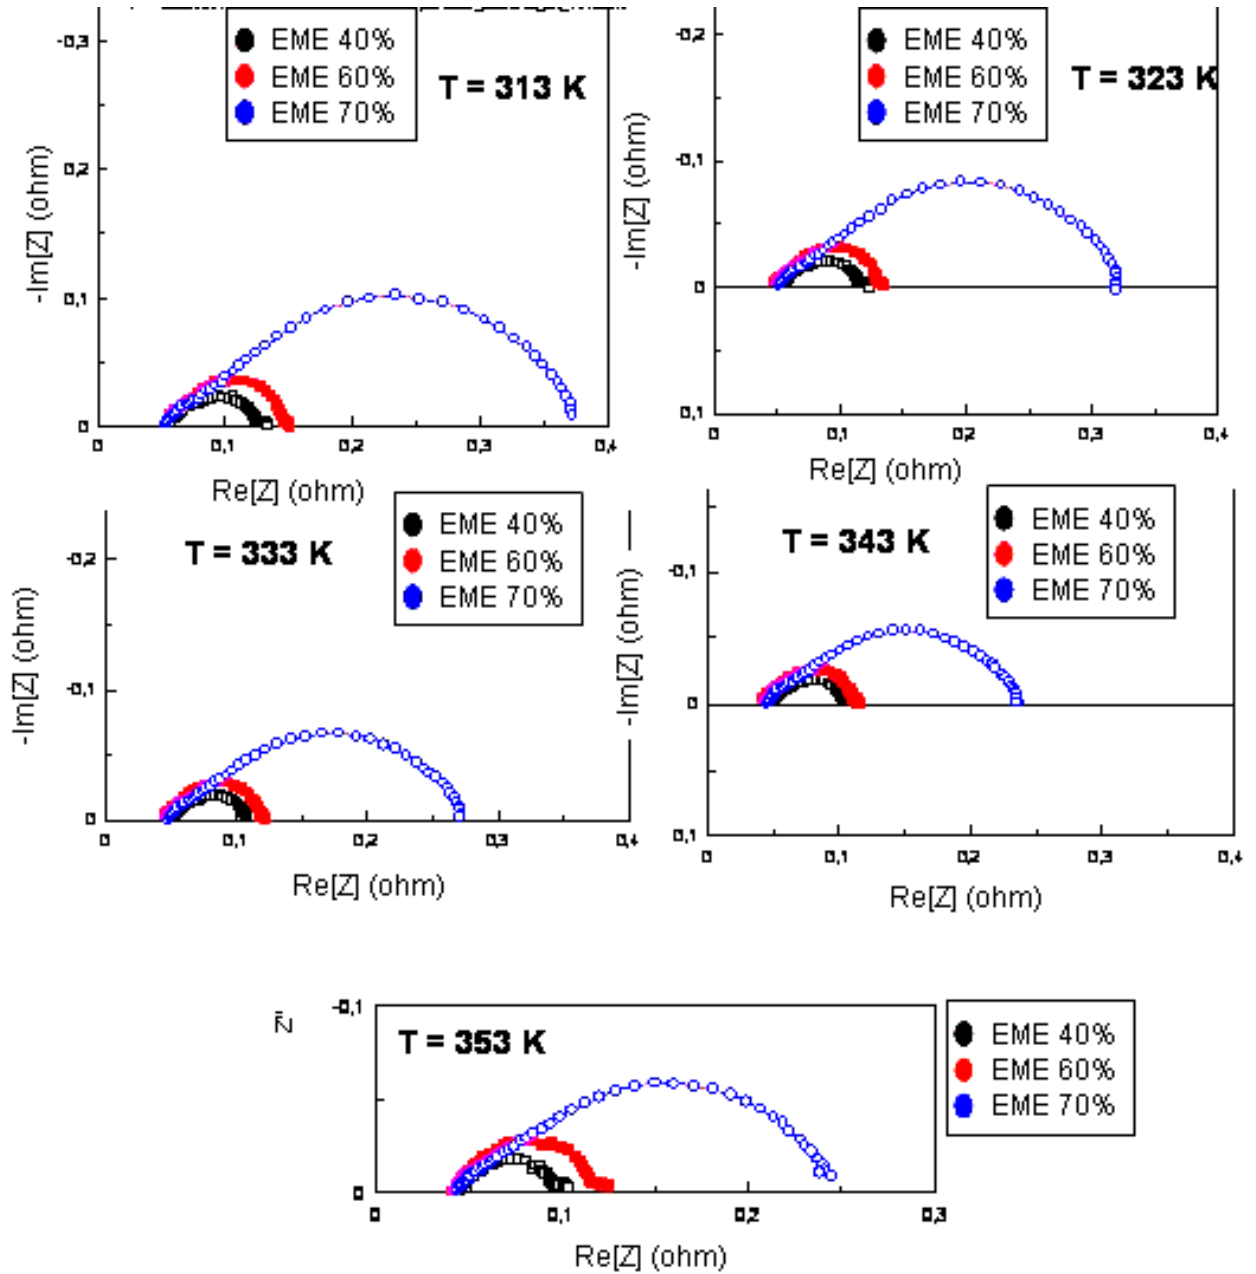 EME 40%
EME 60%
EME 70%
T = 313 K
-0,3
0,2
0,1
0
-Im[Z] (ohm)
0 0,1 0,2 0,3 0,4
Re[Z] (ohm)
EME 40%
EME 60%
EME 70%
T = 323 K
-0,2
-0,1
0
0,1
-Im[Z] (ohm)
0 0,1 0,2 0,3 0,4
Re[Z] (ohm)
EME 40%
EME 60%
EME 70%
T = 333 K
-0,2
-0,1
0
-Im[Z] (ohm)
0 0,1 0,2 0,3 0,4
Re[Z] (ohm)
EME 40%
EME 60%
EME 70%
T = 343 K
-0,1
0
0,1
-Im[Z] (ohm)
0 0,1 0,2 0,3 0,4
Re[Z] (ohm)
-0,1
0
T = 353 K
EME 40%
EME 60%
EME 70%
0 0,1 0,2 0,3
Re[Z] (ohm)